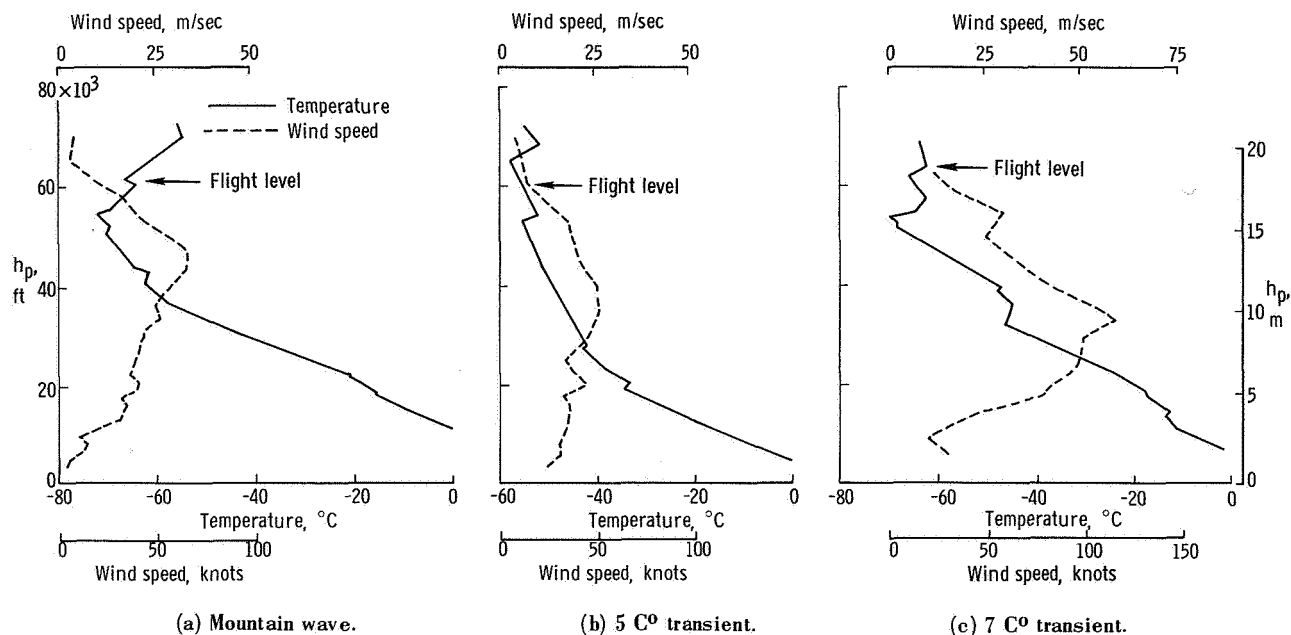 Wind speed, m/sec
0 25 50
80 × 10³
Temperature
Wind speed
Flight level
60
h_p,
ft
40
20
0
-80 -60 -40 -20 0
Temperature, °C
0 50 100
Wind speed, knots
(a) Mountain wave.
Wind speed, m/sec
0 25 50
Flight level
-60 -40 -20 0
Temperature, °C
0 50 100
Wind speed, knots
(b) 5 C° transient.
Wind speed, m/sec
0 25 50 75
Flight level
20
15
h_p,
m
10
5
0
-80 -60 -40 -20 0
Temperature, °C
0 50 100 150
Wind speed, knots
(c) 7 C° transient.